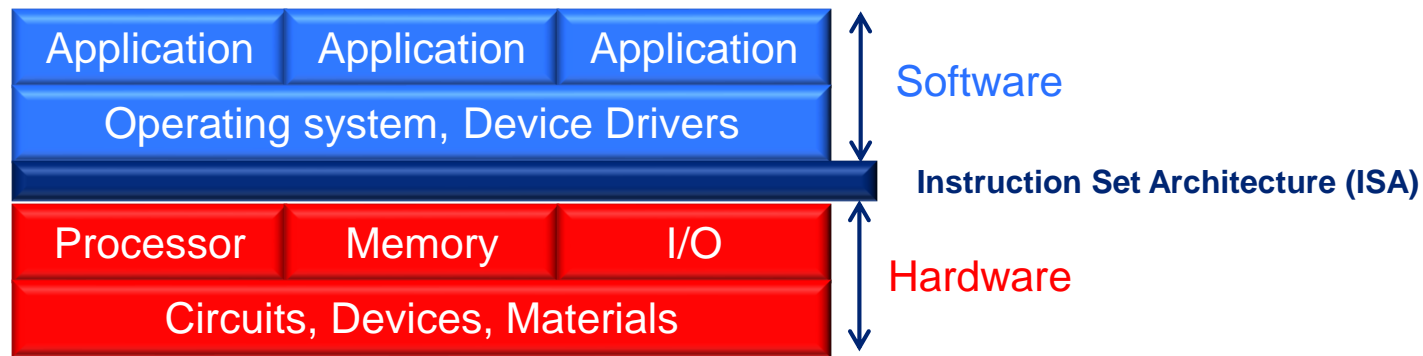 Application Application Application
Software
Operating system, Device Drivers
Instruction Set Architecture (ISA)
Processor Memory I/O
Hardware
Circuits, Devices, Materials